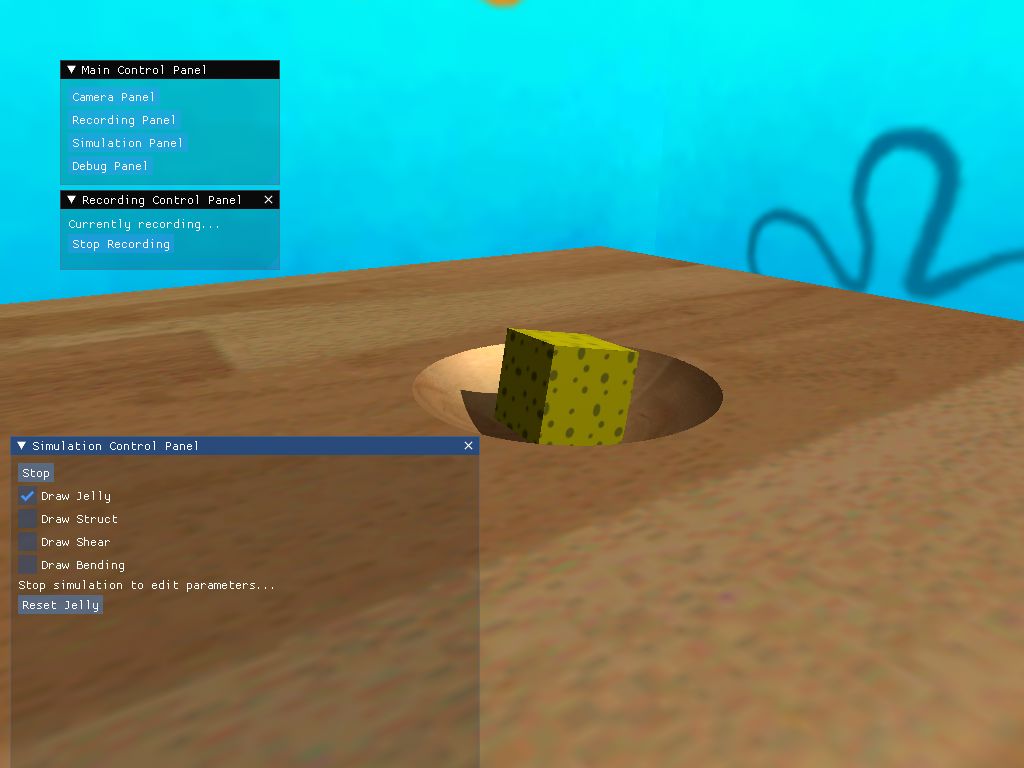 Main Control Panel
Camera Panel
Recording Panel
Simulation Panel
Debug Panel
Recording Control Panel
Currently recording...
Stop Recording
Simulation Control Panel
Stop
Draw Jelly
Draw Struct
Draw Shear
Draw Bending
Stop simulation to edit parameters...
Reset Jelly